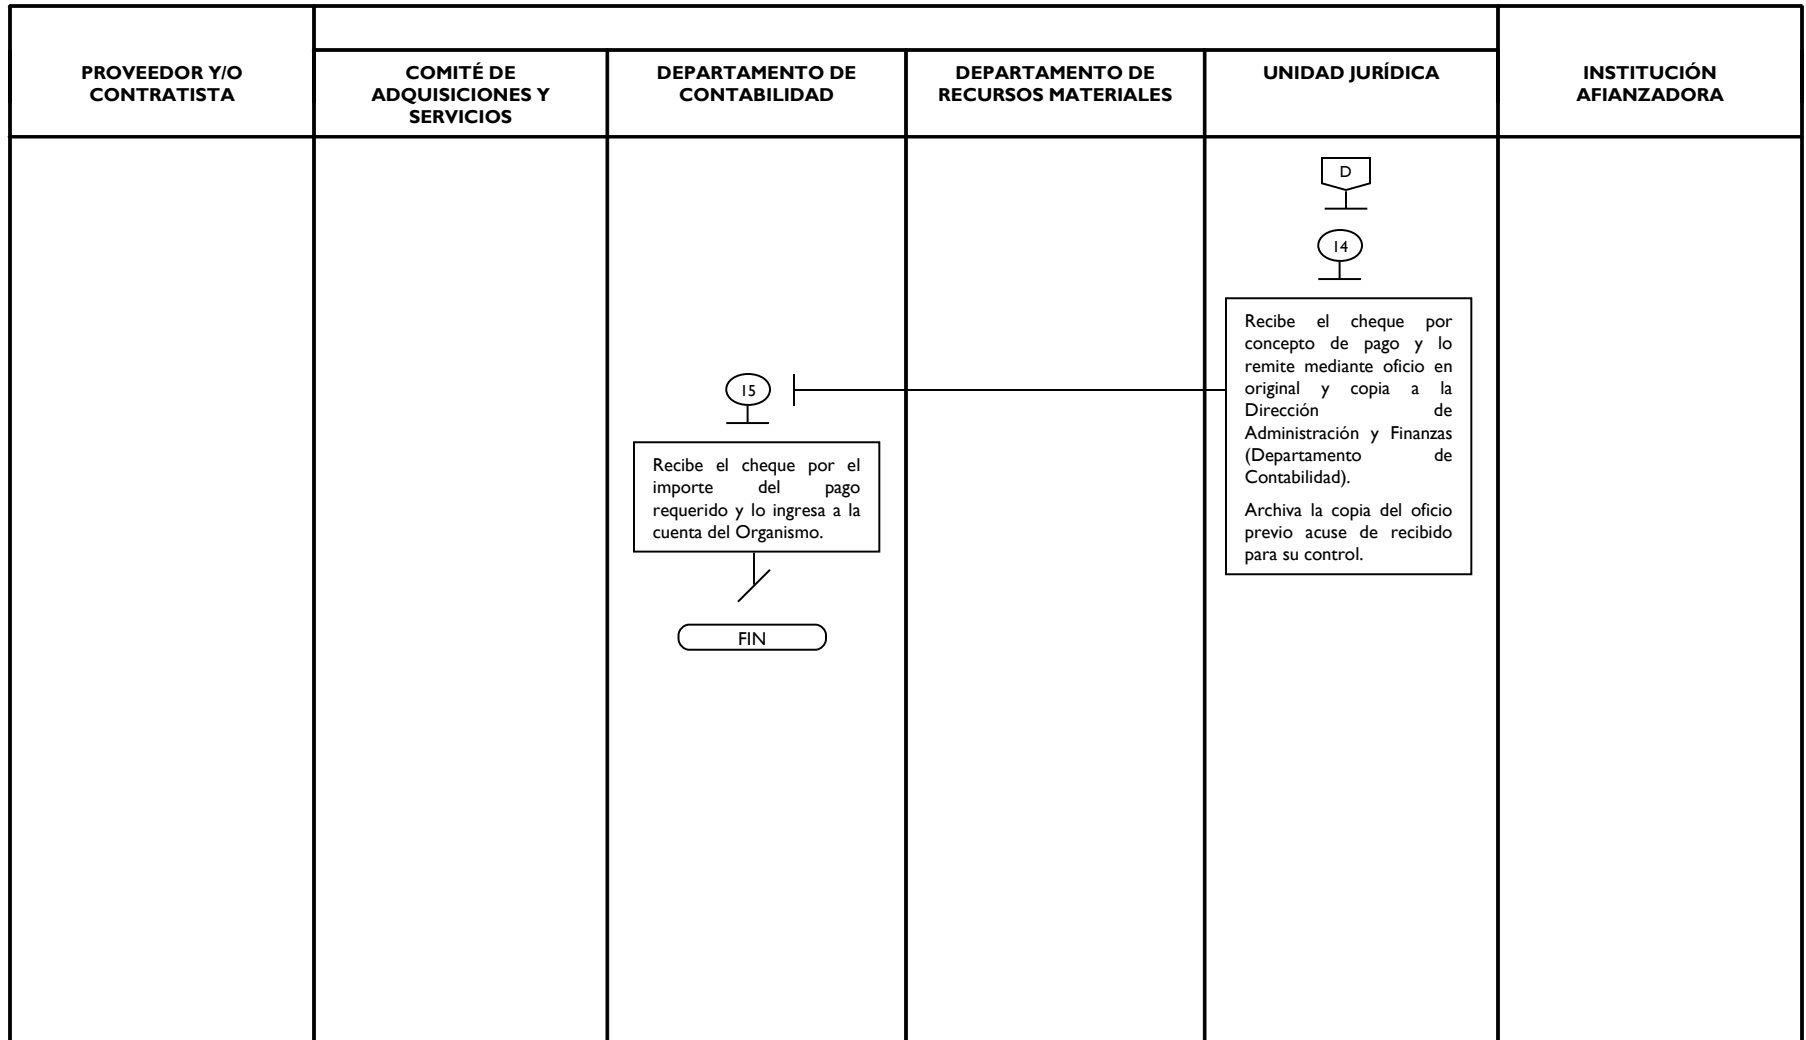 PROVEEDOR Y/O
CONTRATISTA
COMITÉ DE
ADQUISICIONES Y
SERVICIOS
DEPARTAMENTO DE
CONTABILIDAD
DEPARTAMENTO DE
RECURSOS MATERIALES
UNIDAD JURÍDICA
INSTITUCIÓN
AFIANZADORA
D
14
Recibe el cheque por
concepto de pago y lo
remite mediante oficio en
original y copia a la
Dirección de
Administración y Finanzas
(Departamento de
Contabilidad).
Archiva la copia del oficio
previo acuse de recibido
para su control.
15
Recibe el cheque por el
importe del pago
requerido y lo ingresa a la
cuenta del Organismo.
FIN